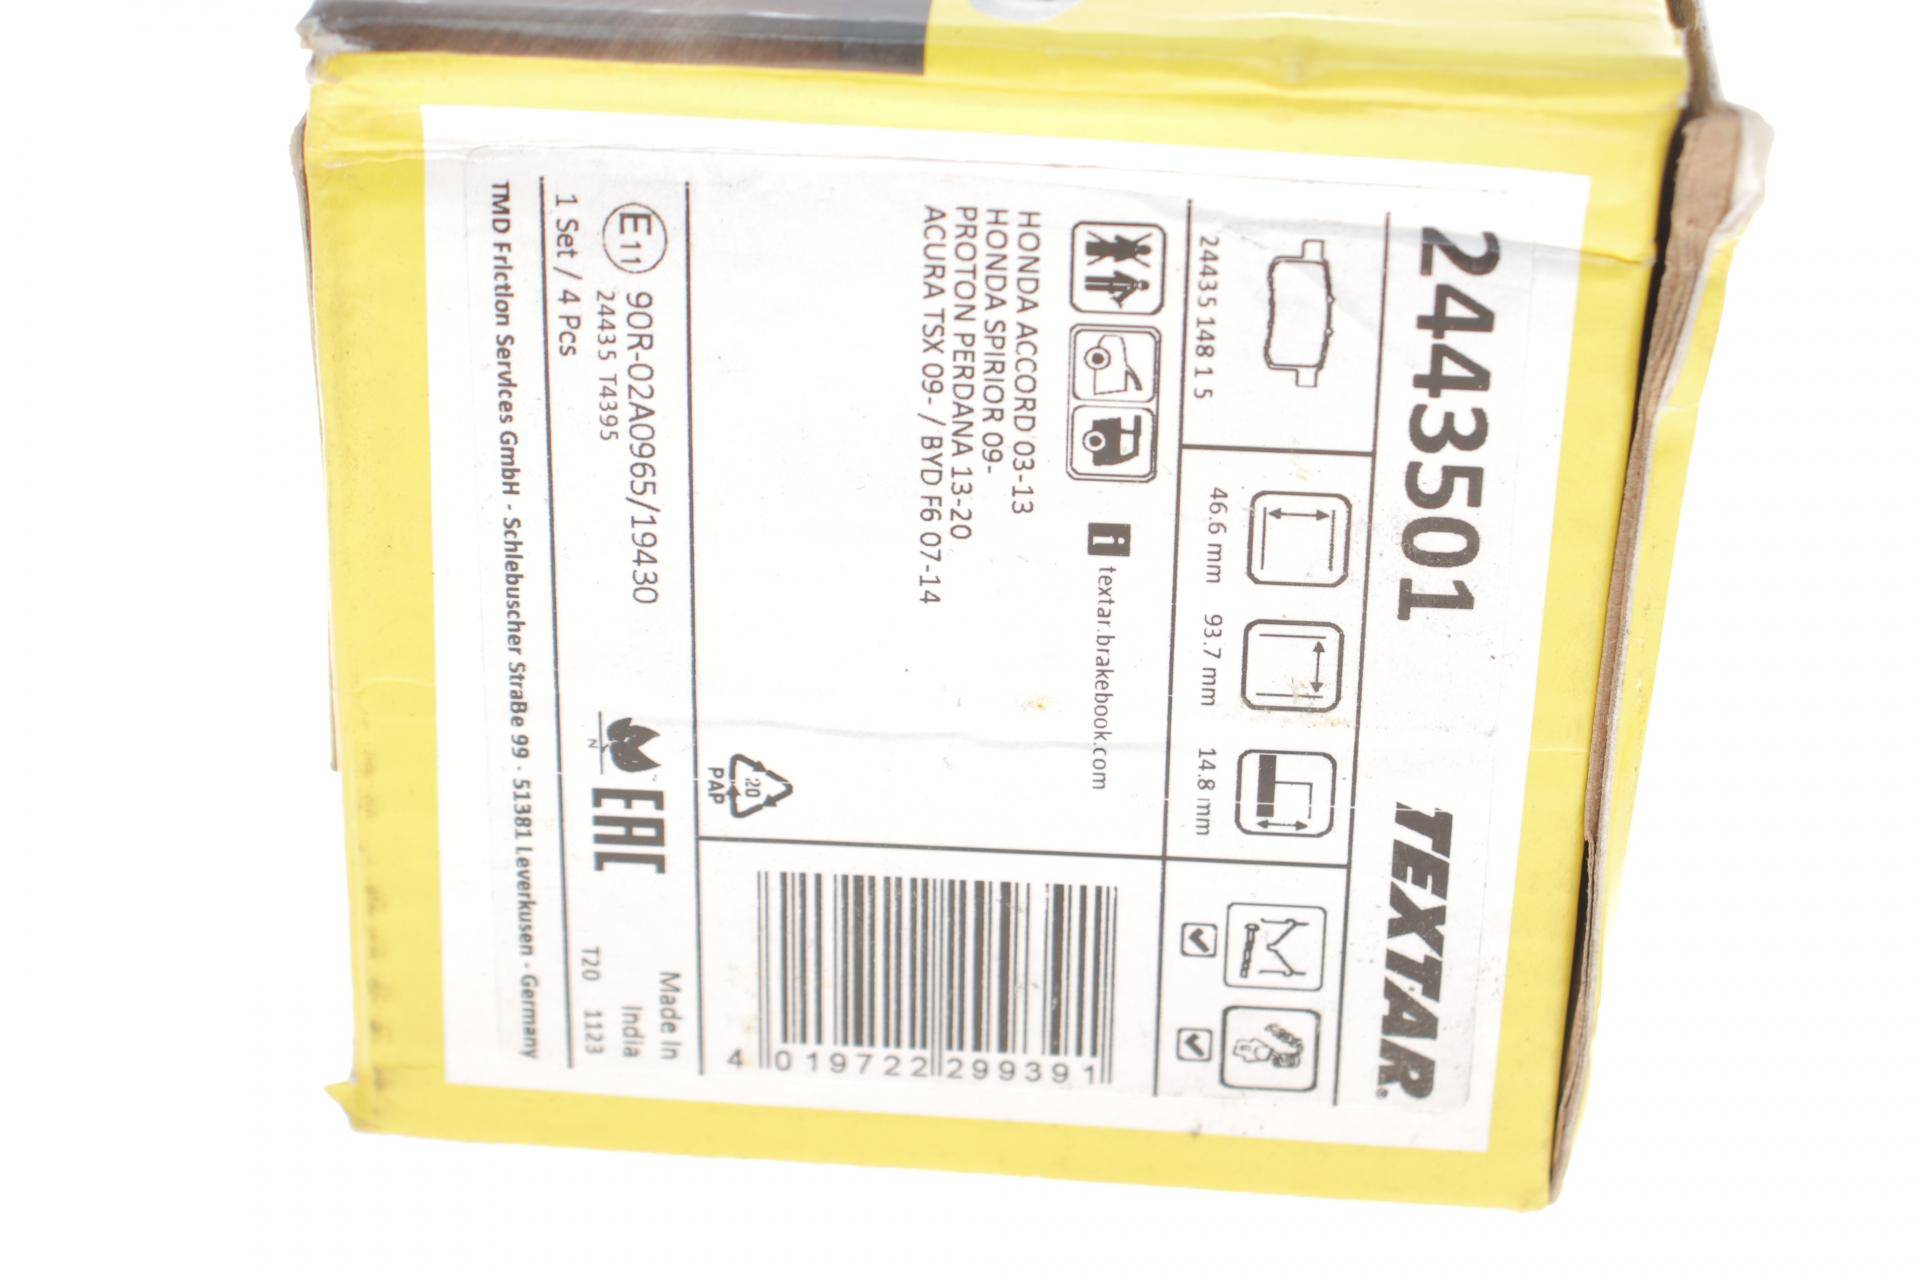 2443501 TEXTAR®
24435 148 1 5
46.6 mm
93.7 mm
14.8 mm
textar.brakebook.com
HONDA ACCORD 03-13
HONDA SPIRIOR 09-
PROTON PERDANA 13-20
ACURA TSX 09- / BYD F6 07-14
20
PAP
4 019722 299391
E11 90R-02A0965/19430
24435 T4395
1 Set / 4 Pcs
N
EAC
Made In
India
T20 1123
TMD Friction Services GmbH - Schlebuscher Straße 99 - 51381 Leverkusen - Germany